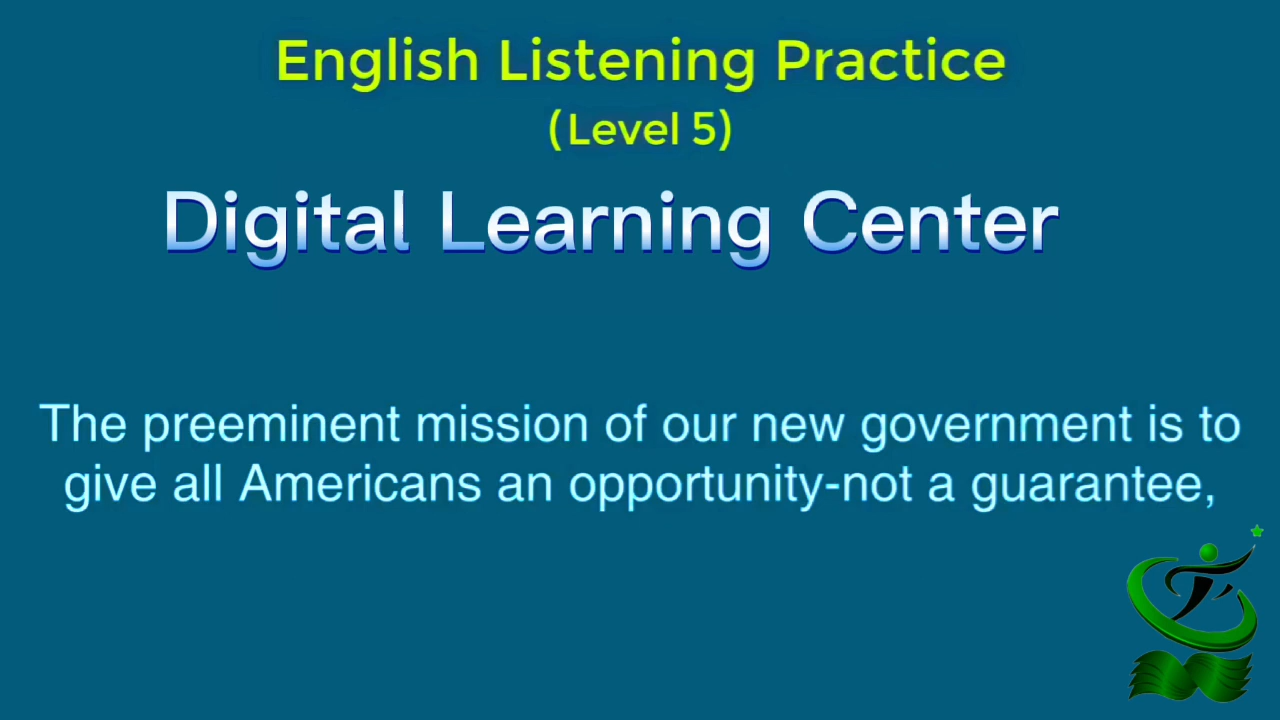 English Listening Practice
(Level 5)
Digital Learning Center
The preeminent mission of our new government is to
give all Americans an opportunity-not a guarantee,